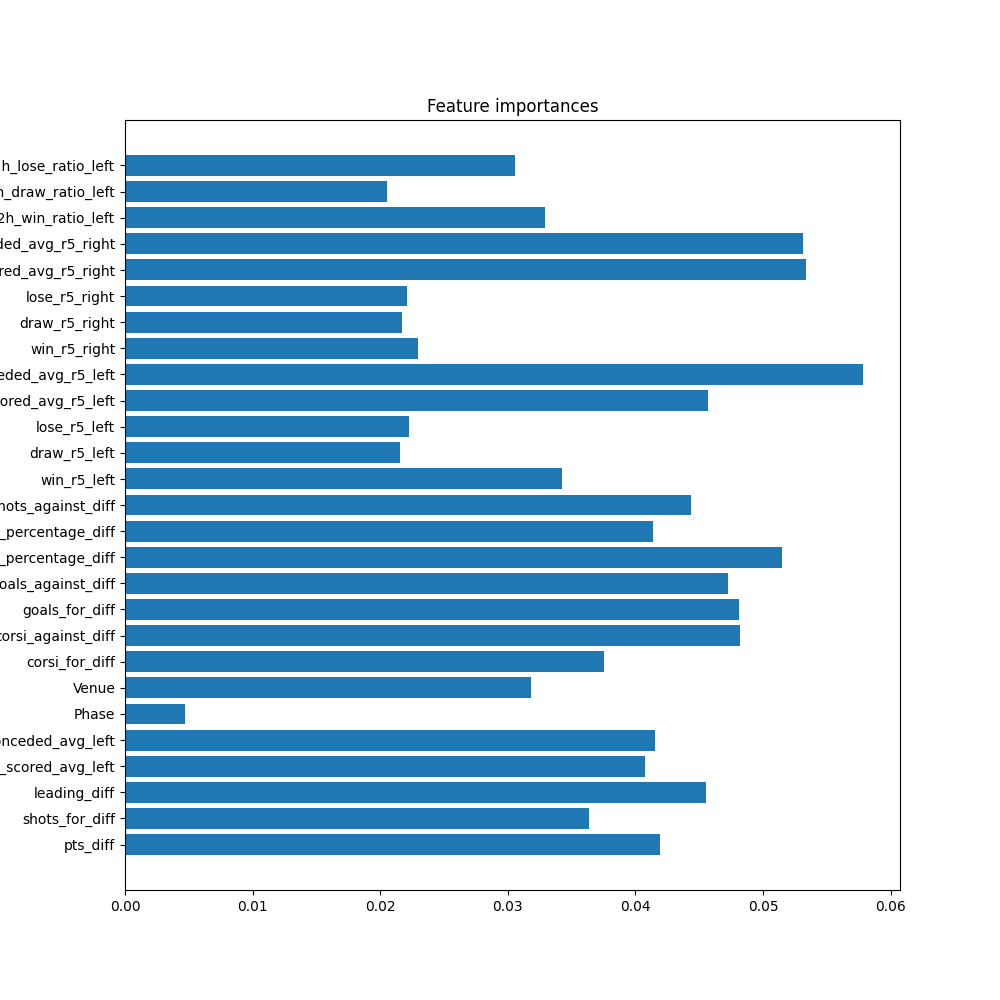 Feature importances
h_lose_ratio_left
h_draw_ratio_left
2h_win_ratio_left
ded_avg_r5_right
red_avg_r5_right
lose_r5_right
draw_r5_right
win_r5_right
eded_avg_r5_left
ored_avg_r5_left
lose_r5_left
draw_r5_left
win_r5_left
hots_against_diff
_percentage_diff
_percentage_diff
oals_against_diff
goals_for_diff
corsi_against_diff
corsi_for_diff
Venue
Phase
onceded_avg_left
_scored_avg_left
leading_diff
shots_for_diff
pts_diff
0.00 0.01 0.02 0.03 0.04 0.05 0.06